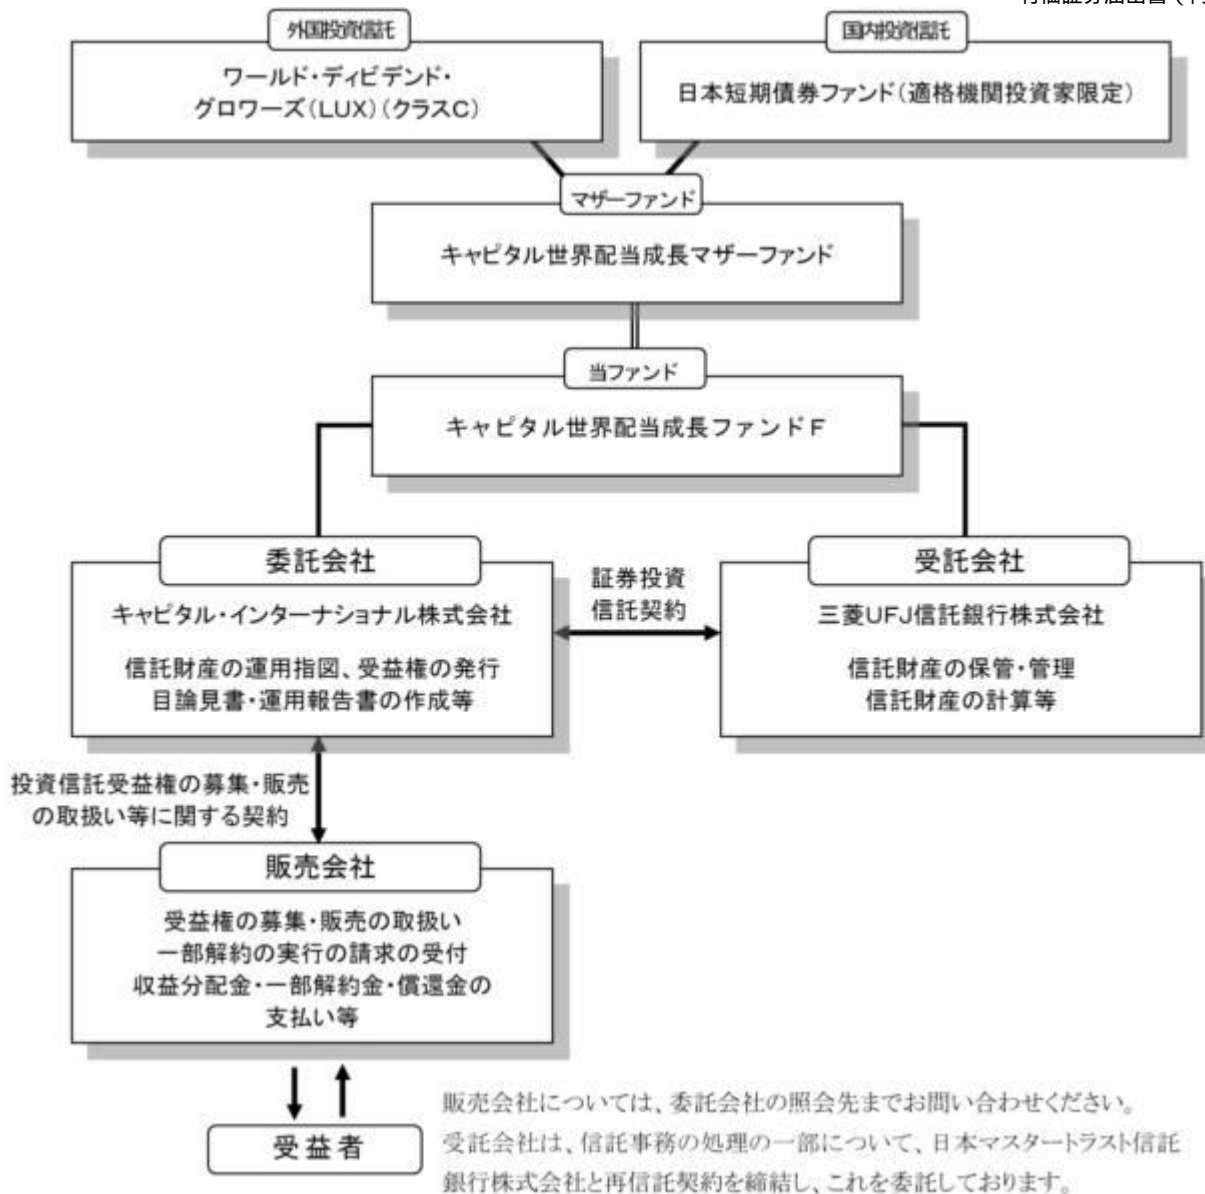 外国投資信託
国内投資信託
ワールド・ディビデンド・
グロワーズ(LUX)(クラスC)
日本短期債券ファンド(適格機関投資家限定)
マザーファンド
キャピタル世界配当成長マザーファンド
当ファンド
キャピタル世界配当成長ファンドF
委託会社
キャピタル・インターナショナル株式会社
信託財産の運用指図、受益権の発行
目論見書・運用報告書の作成等
証券投資
信託契約
受託会社
三菱UFJ信託銀行株式会社
信託財産の保管・管理
信託財産の計算等
投資信託受益権の募集・販売
の取扱い等に関する契約
販売会社
受益権の募集・販売の取扱い
一部解約の実行の請求の受付
収益分配金・一部解約金・償還金の
支払い等
受益者
販売会社については、委託会社の照会先までお問い合わせください。
受託会社は、信託事務の処理の一部について、日本マスタートラスト信託
銀行株式会社と再信託契約を締結し、これを委託しております。